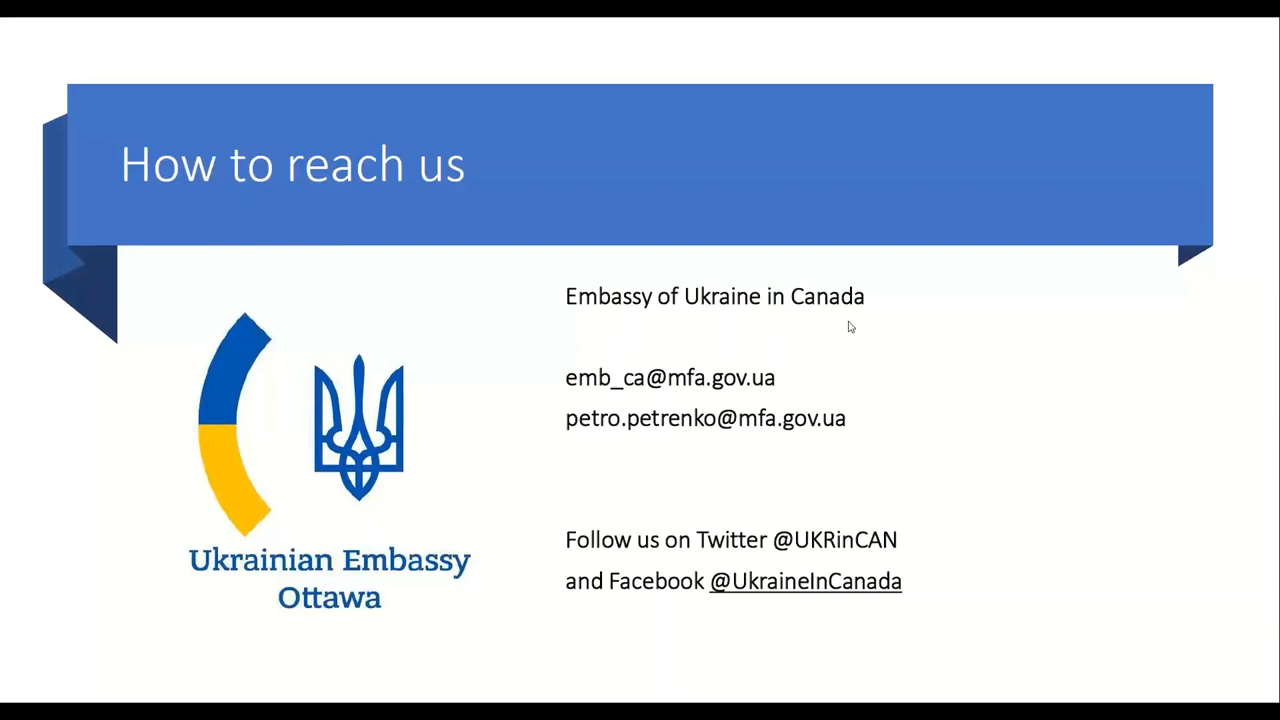 How to reach us
Embassy of Ukraine in Canada
emb_ca@mfa.gov.ua
petro.petrenko@mfa.gov.ua
Follow us on Twitter @UKRinCAN
and Facebook @UkraineInCanada
Ukrainian Embassy
Ottawa